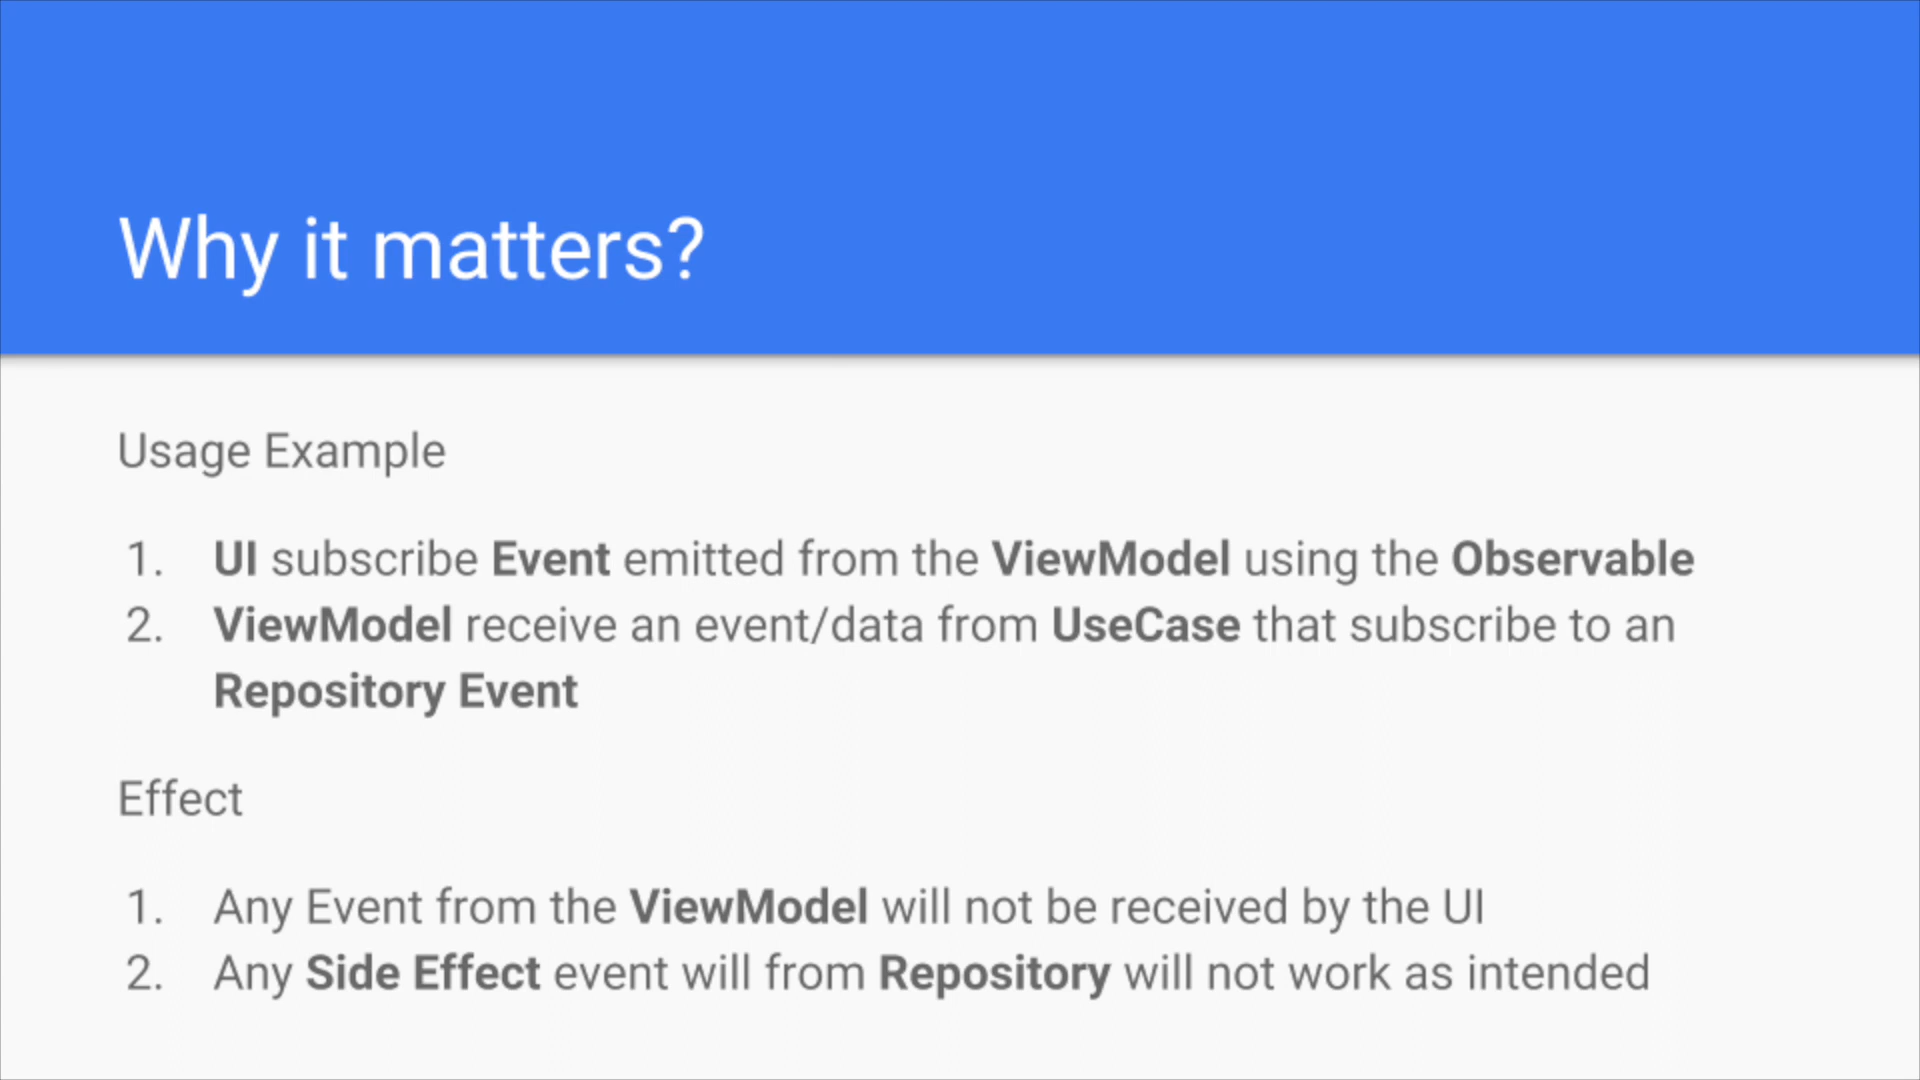 Why it matters?
Usage Example
1. UI subscribe Event emitted from the ViewModel using the Observable
2. ViewModel receive an event/data from UseCase that subscribe to an
Repository Event
Effect
1. Any Event from the ViewModel will not be received by the UI
2. Any Side Effect event will from Repository will not work as intended